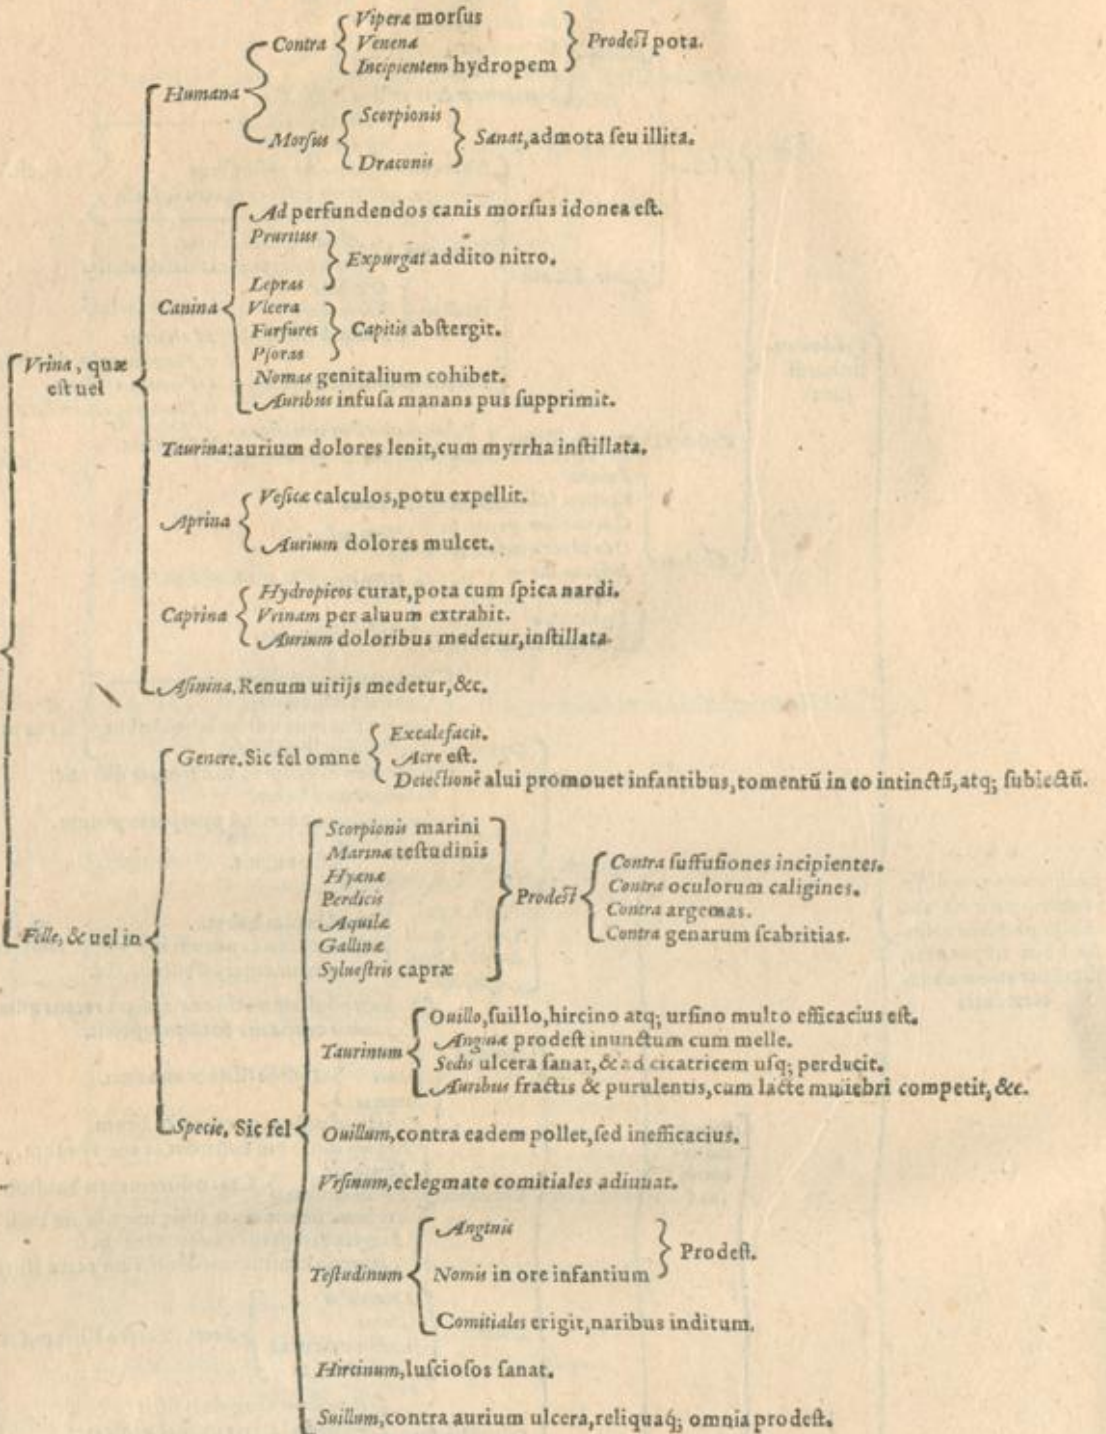 Viperæ morſus
Contra
Venena
Prodeſt pota.
Incipientem hydropem
Humana
Scorpionis
Morſus
Sanat, admota ſeu illita.
Draconis
Ad perfundendos canis morſus idonea eſt.
Pruritus
Expurgat addito nitro.
Lepras
Canina
Vlcera
Furfures
Capitis abſtergit.
Pſoras
Vrina, quæ
eſt uel
Nomas genitalium cohibet.
Auribus infuſa manans pus ſupprimit.
Taurina: aurium dolores lenit, cum myrrha inſtillata.
Veſicæ calculos, potu expellit.
Aprina
Aurium dolores mulcet.
Hydropicos curat, pota cum ſpica nardi.
Caprina
Vrinam per aluum extrahit.
Aurium doloribus medetur, inſtillata.
Aſinina. Renum uitijs medetur, &c.
Excalefacit.
Genere. Sic fel omne
Acre eſt.
Deiectionē alui promouet infantibus, tomentū in eo intinctū, atq; ſubiectū.
Scorpionis marini
Marinæ teſtudinis
Hyænæ
Perdicis
Aquilæ
Gallinæ
Sylueſtris capræ
Prodeſt
Contra ſuffuſiones incipientes.
Contra oculorum caligines.
Contra argemas.
Contra genarum ſcabritias.
Felle, & uel in
Ouillo, ſuillo, hircino atq; urſino multo efficacius eſt.
Taurinum
Anginæ prodeſt inunctum cum melle.
Sedis ulcera ſanat, & ad cicatricem uſq; perducit.
Auribus fractis & purulentis, cum lacte muliebri competit, &c.
Specie. Sic fel
Ouillum, contra eadem pollet, ſed inefficacius.
Vrſinum, eclegmate comitiales adiuuat.
Anginis
Teſtudinum
Nomis in ore infantium
Prodeſt.
Comitiales erigit, naribus inditum.
Hircinum, luſcioſos ſanat.
Suillum, contra aurium ulcera, reliquaq́; omnia prodeſt.